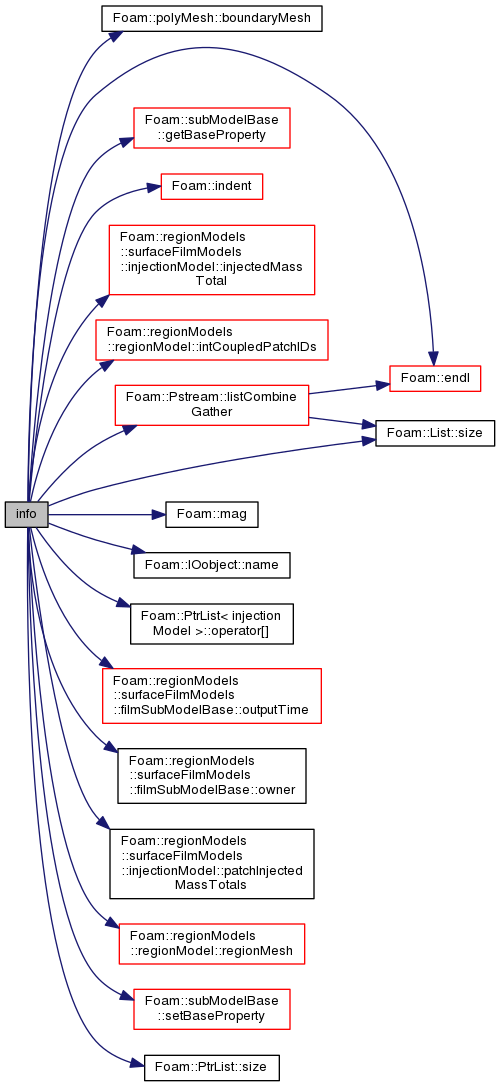 Foam::polyMesh::boundaryMesh
Foam::subModelBase
::getBaseProperty
Foam::indent
Foam::regionModels
::surfaceFilmModels
::injectionModel::injectedMass
Total
Foam::regionModels
::regionModel::intCoupledPatchIDs
Foam::endl
Foam::Pstream::listCombine
Gather
Foam::List::size
info
Foam::mag
Foam::IOobject::name
Foam::PtrList< injection
Model >::operator[]
Foam::regionModels
::surfaceFilmModels
::filmSubModelBase::outputTime
Foam::regionModels
::surfaceFilmModels
::filmSubModelBase::owner
Foam::regionModels
::surfaceFilmModels
::injectionModel::patchInjected
MassTotals
Foam::regionModels
::regionModel::regionMesh
Foam::subModelBase
::setBaseProperty
Foam::PtrList::size